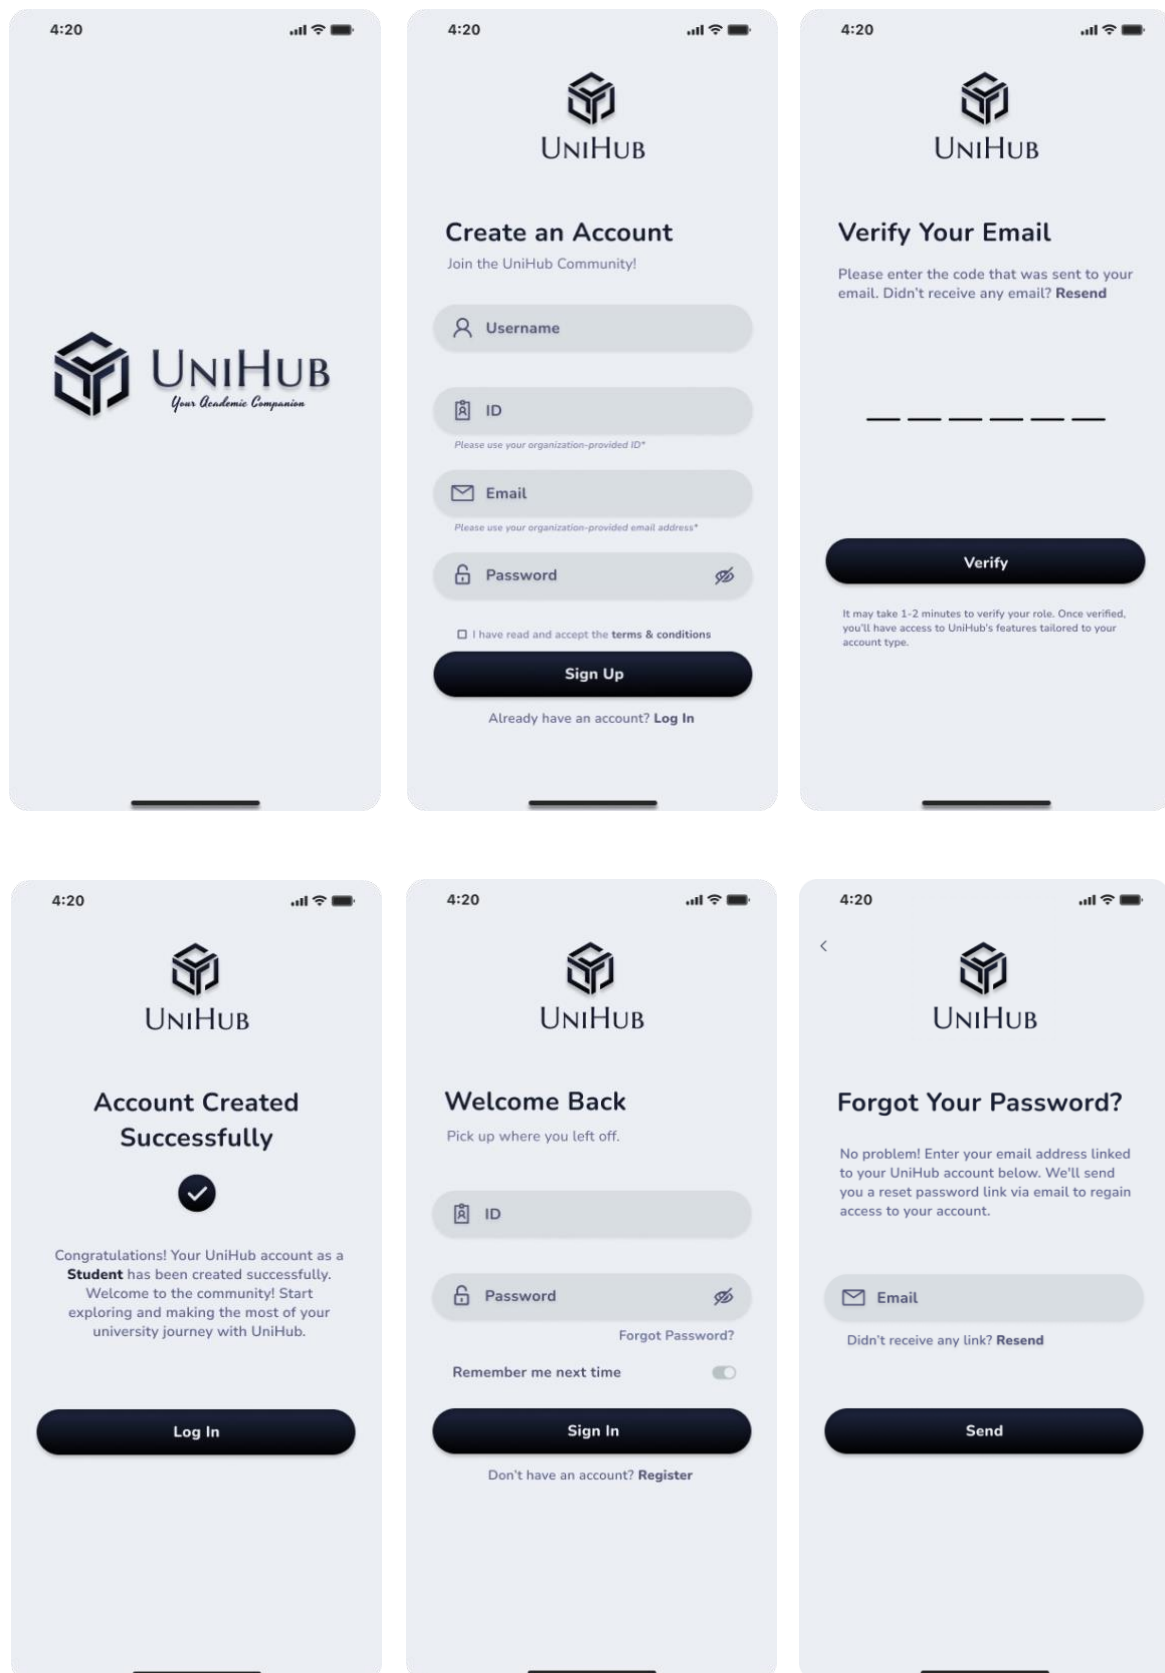 4:20
UNIHUB
Your Academic Companion
4:20
UNIHUB
Create an Account
Join the UniHub Community!
Username
ID
Please use your organization-provided ID*
Email
Please use your organization-provided email address*
Password
I have read and accept the terms & conditions
Sign Up
Already have an account? Log In
4:20
UNIHUB
Verify Your Email
Please enter the code that was sent to your
email. Didn't receive any email? Resend
Verify
It may take 1-2 minutes to verify your role. Once verified,
you'll have access to UniHub's features tailored to your
account type.
4:20
UNIHUB
Account Created
Successfully
Congratulations! Your UniHub account as a
Student has been created successfully.
Welcome to the community! Start
exploring and making the most of your
university journey with UniHub.
Log In
4:20
UNIHUB
Welcome Back
Pick up where you left off.
ID
Password
Forgot Password?
Remember me next time
Sign In
Don't have an account? Register
4:20
UNIHUB
Forgot Your Password?
No problem! Enter your email address linked
to your UniHub account below. We'll send
you a reset password link via email to regain
access to your account.
Email
Didn't receive any link? Resend
Send